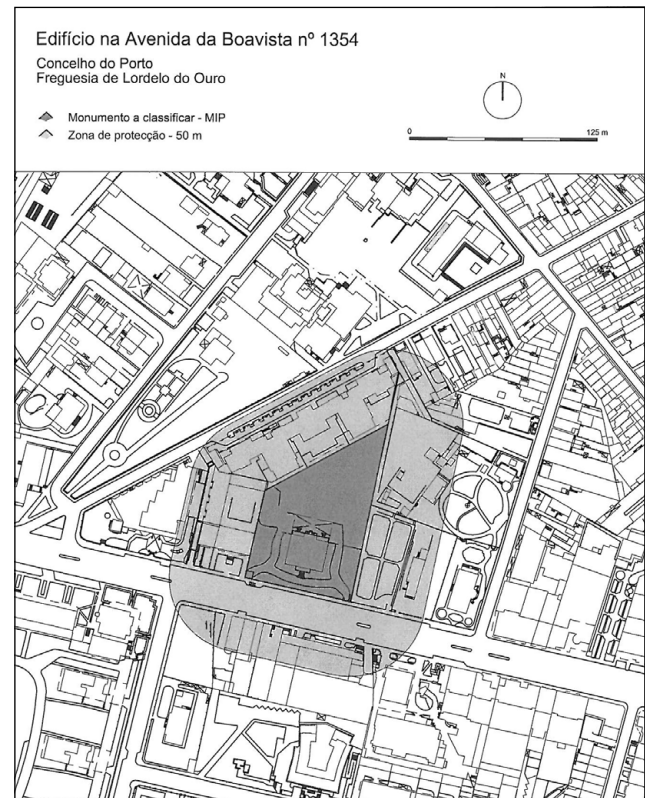 Edifício na Avenida da Boavista nº 1354
Concelho do Porto
Freguesia de Lordelo do Ouro
N
Monumento a classificar - MIP
Zona de protecção - 50 m
0 125 m